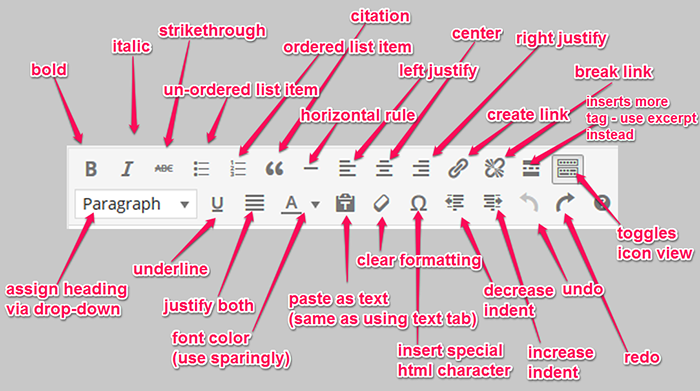 citation
strikethrough
center
italic
ordered list item
right justify
bold
left justify
break link
un-ordered list item
horizontal rule
create link
inserts more
tag - use excerpt
instead
B I ABC
Paragraph U A T Ω ?
toggles
icon view
underline
clear formatting
assign heading
via drop-down
justify both
paste as text
(same as using text tab)
decrease
indent
undo
font color
(use sparingly)
insert special
html character
increase
indent
redo